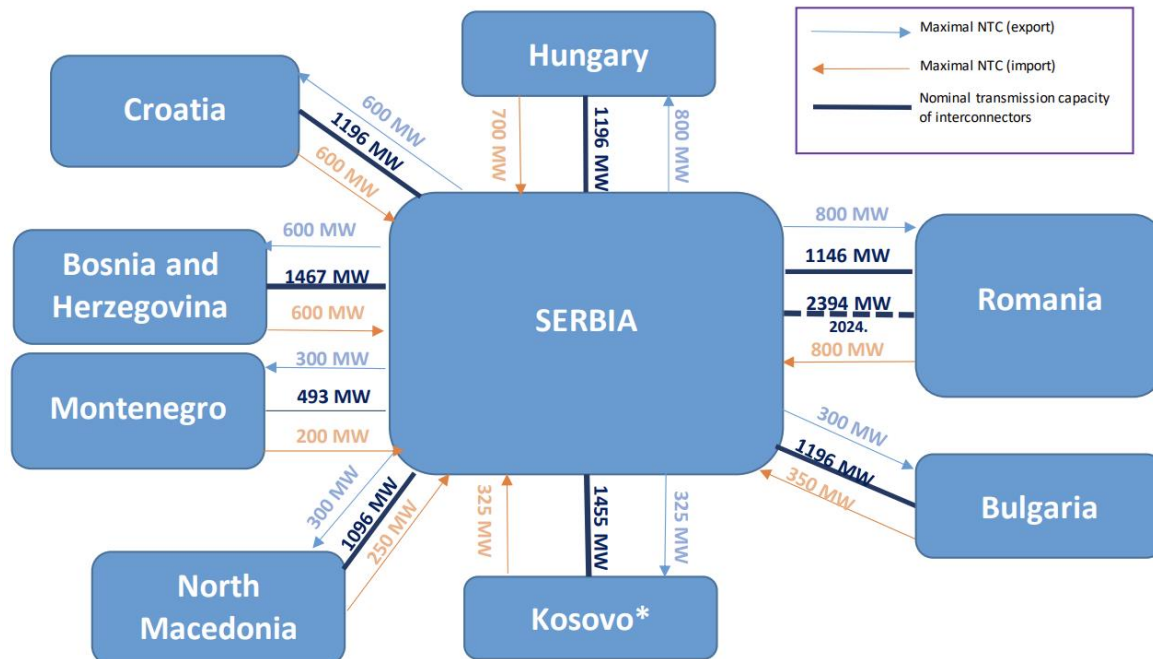 Maximal NTC (export)
Maximal NTC (import)
Nominal transmission capacity
of interconnectors
Hungary
Croatia
600 MW
1196 MW
600 MW
700 MW
1196 MW
800 MW
600 MW
1467 MW
600 MW
Bosnia and
Herzegovina
SERBIA
800 MW
1146 MW
2394 MW
2024.
800 MW
Romania
300 MW
493 MW
200 MW
Montenegro
300 MW
1196 MW
350 MW
Bulgaria
300 MW
1096 MW
250 MW
North
Macedonia
325 MW
1455 MW
325 MW
Kosovo*